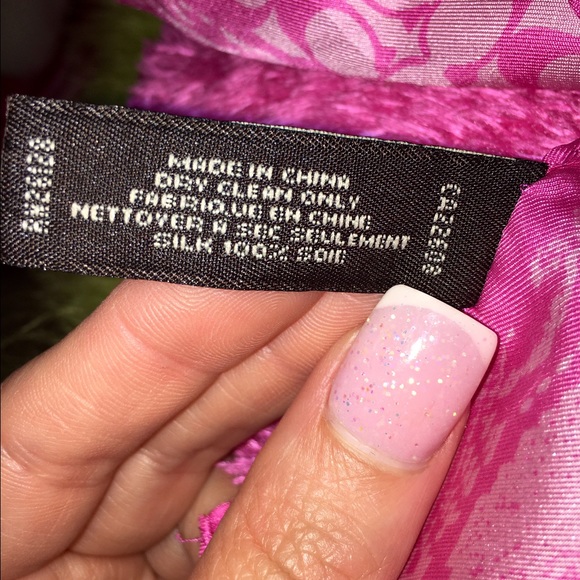 MADE IN CHINA
DRY CLEAN ONLY
FABRIQUE EN CHINE
NETTOYER A SEC SEULEMENT
SILK 100% SOIE